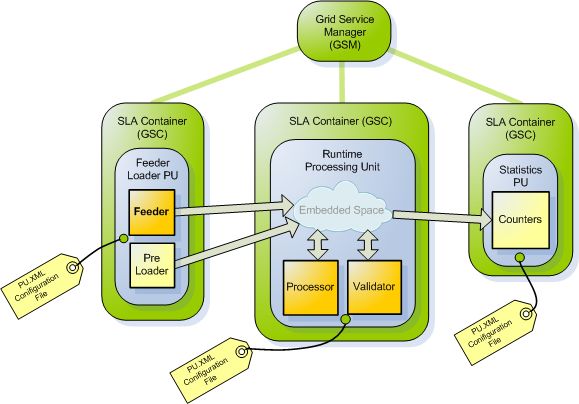 Grid Service
Manager
(GSM)
SLA Container
(GSC)
Feeder
Loader PU
Feeder
Pre
Loader
PU.XML
Configuration
File
SLA Container (GSC)
Runtime
Processing Unit
Embedded Space
Processor
Validator
PU.XML
Configuration
File
SLA Container
(GSC)
Statistics
PU
Counters
PU.XML
Configuration
File